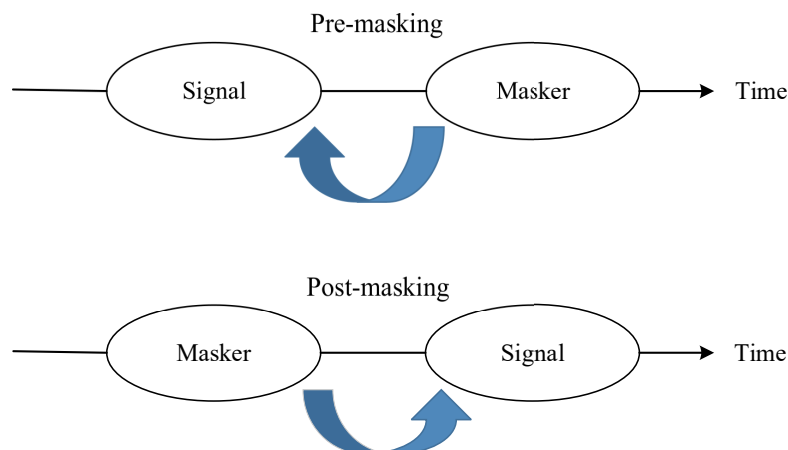 Pre-masking
Signal
Masker
Time
Post-masking
Masker
Signal
Time